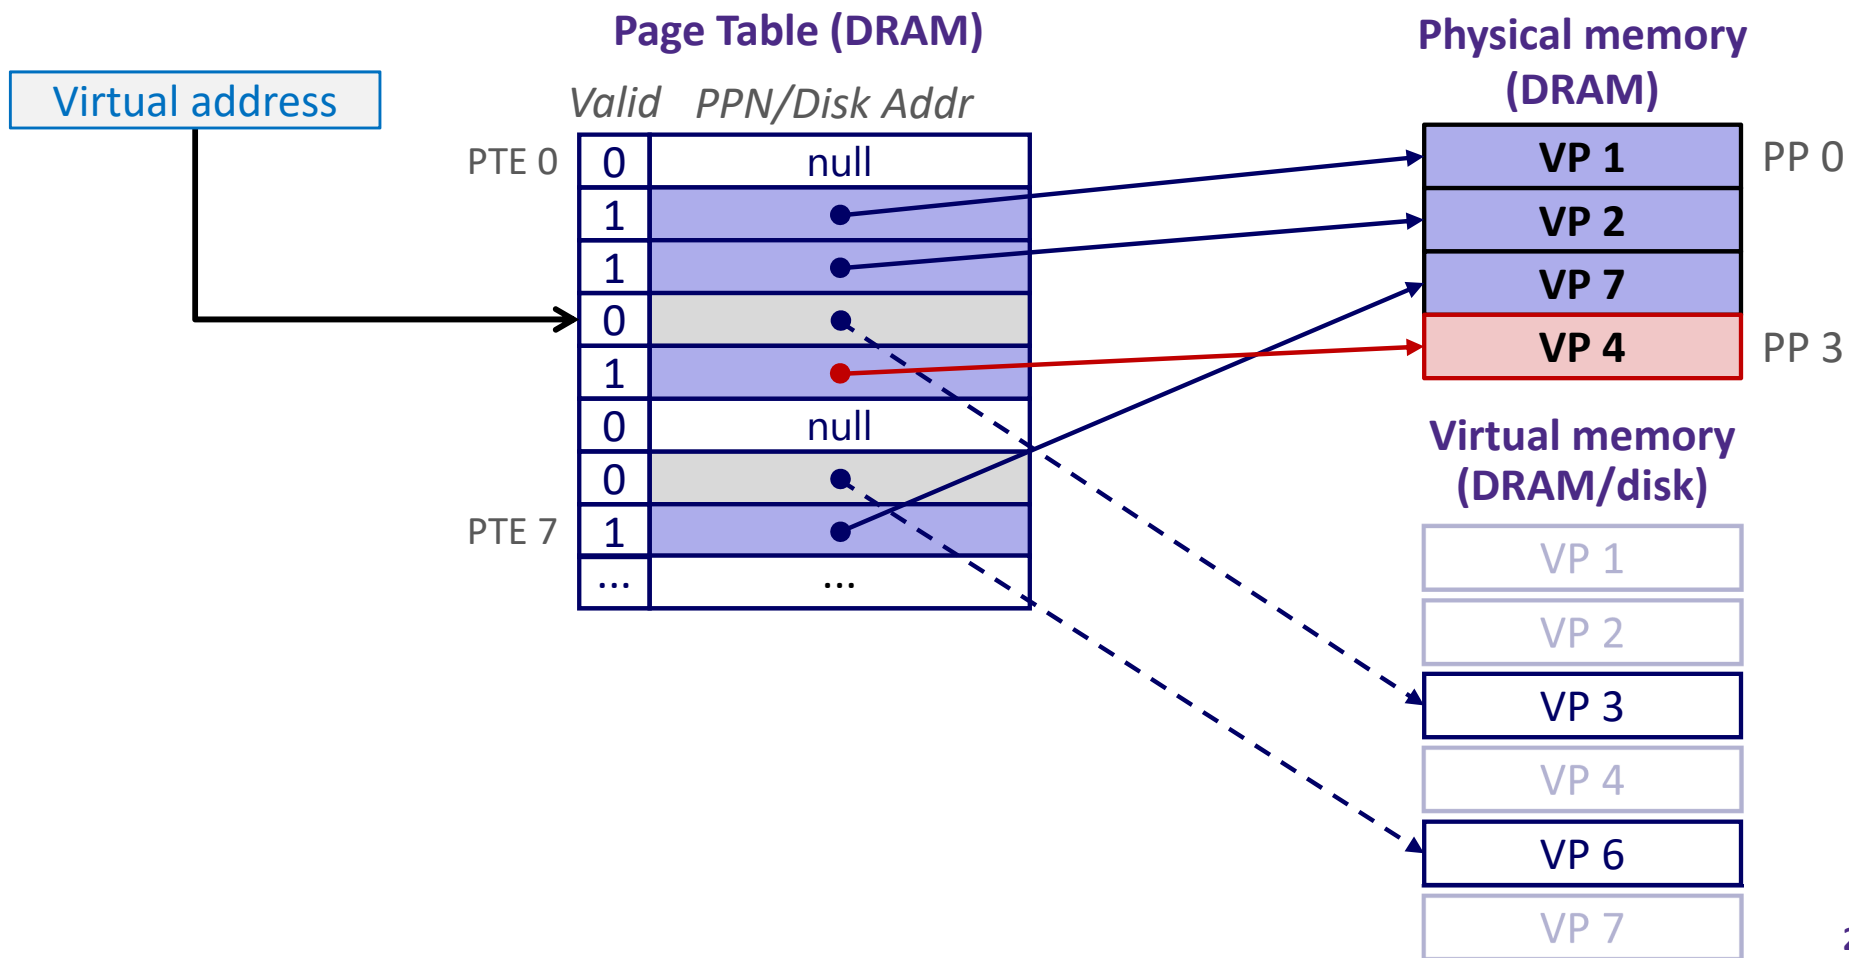 Page Table (DRAM)
Physical memory
(DRAM)
Virtual address
Valid PPN/Disk Addr
PTE 0 0 null
1
1
0
1
0 null
0
PTE 7 1
... ...
VP 1 PP 0
VP 2
VP 7
VP 4 PP 3
Virtual memory
(DRAM/disk)
VP 1
VP 2
VP 3
VP 4
VP 6
VP 7